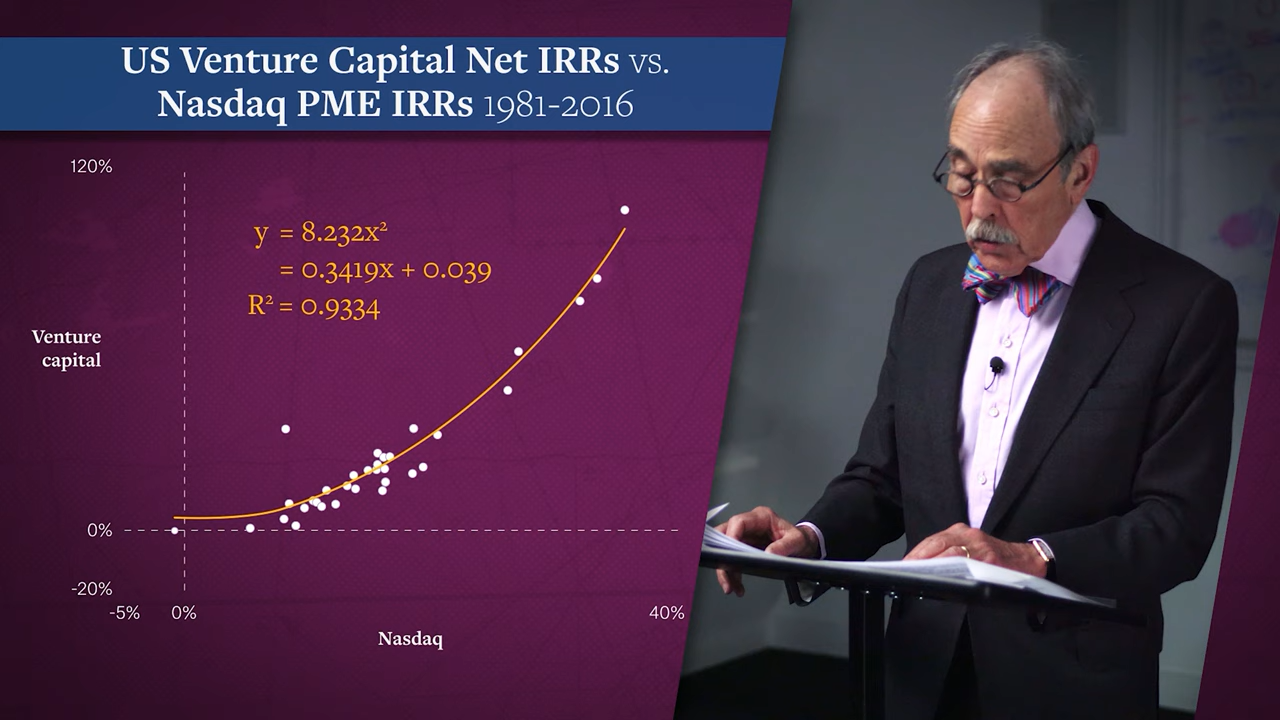 US Venture Capital Net IRRs vs.
Nasdaq PME IRRs 1981-2016
120%
y = 8.232x²
= 0.3419x + 0.039
R² = 0.9334
Venture
capital
0%
-20%
-5%
0%
40%
Nasdaq